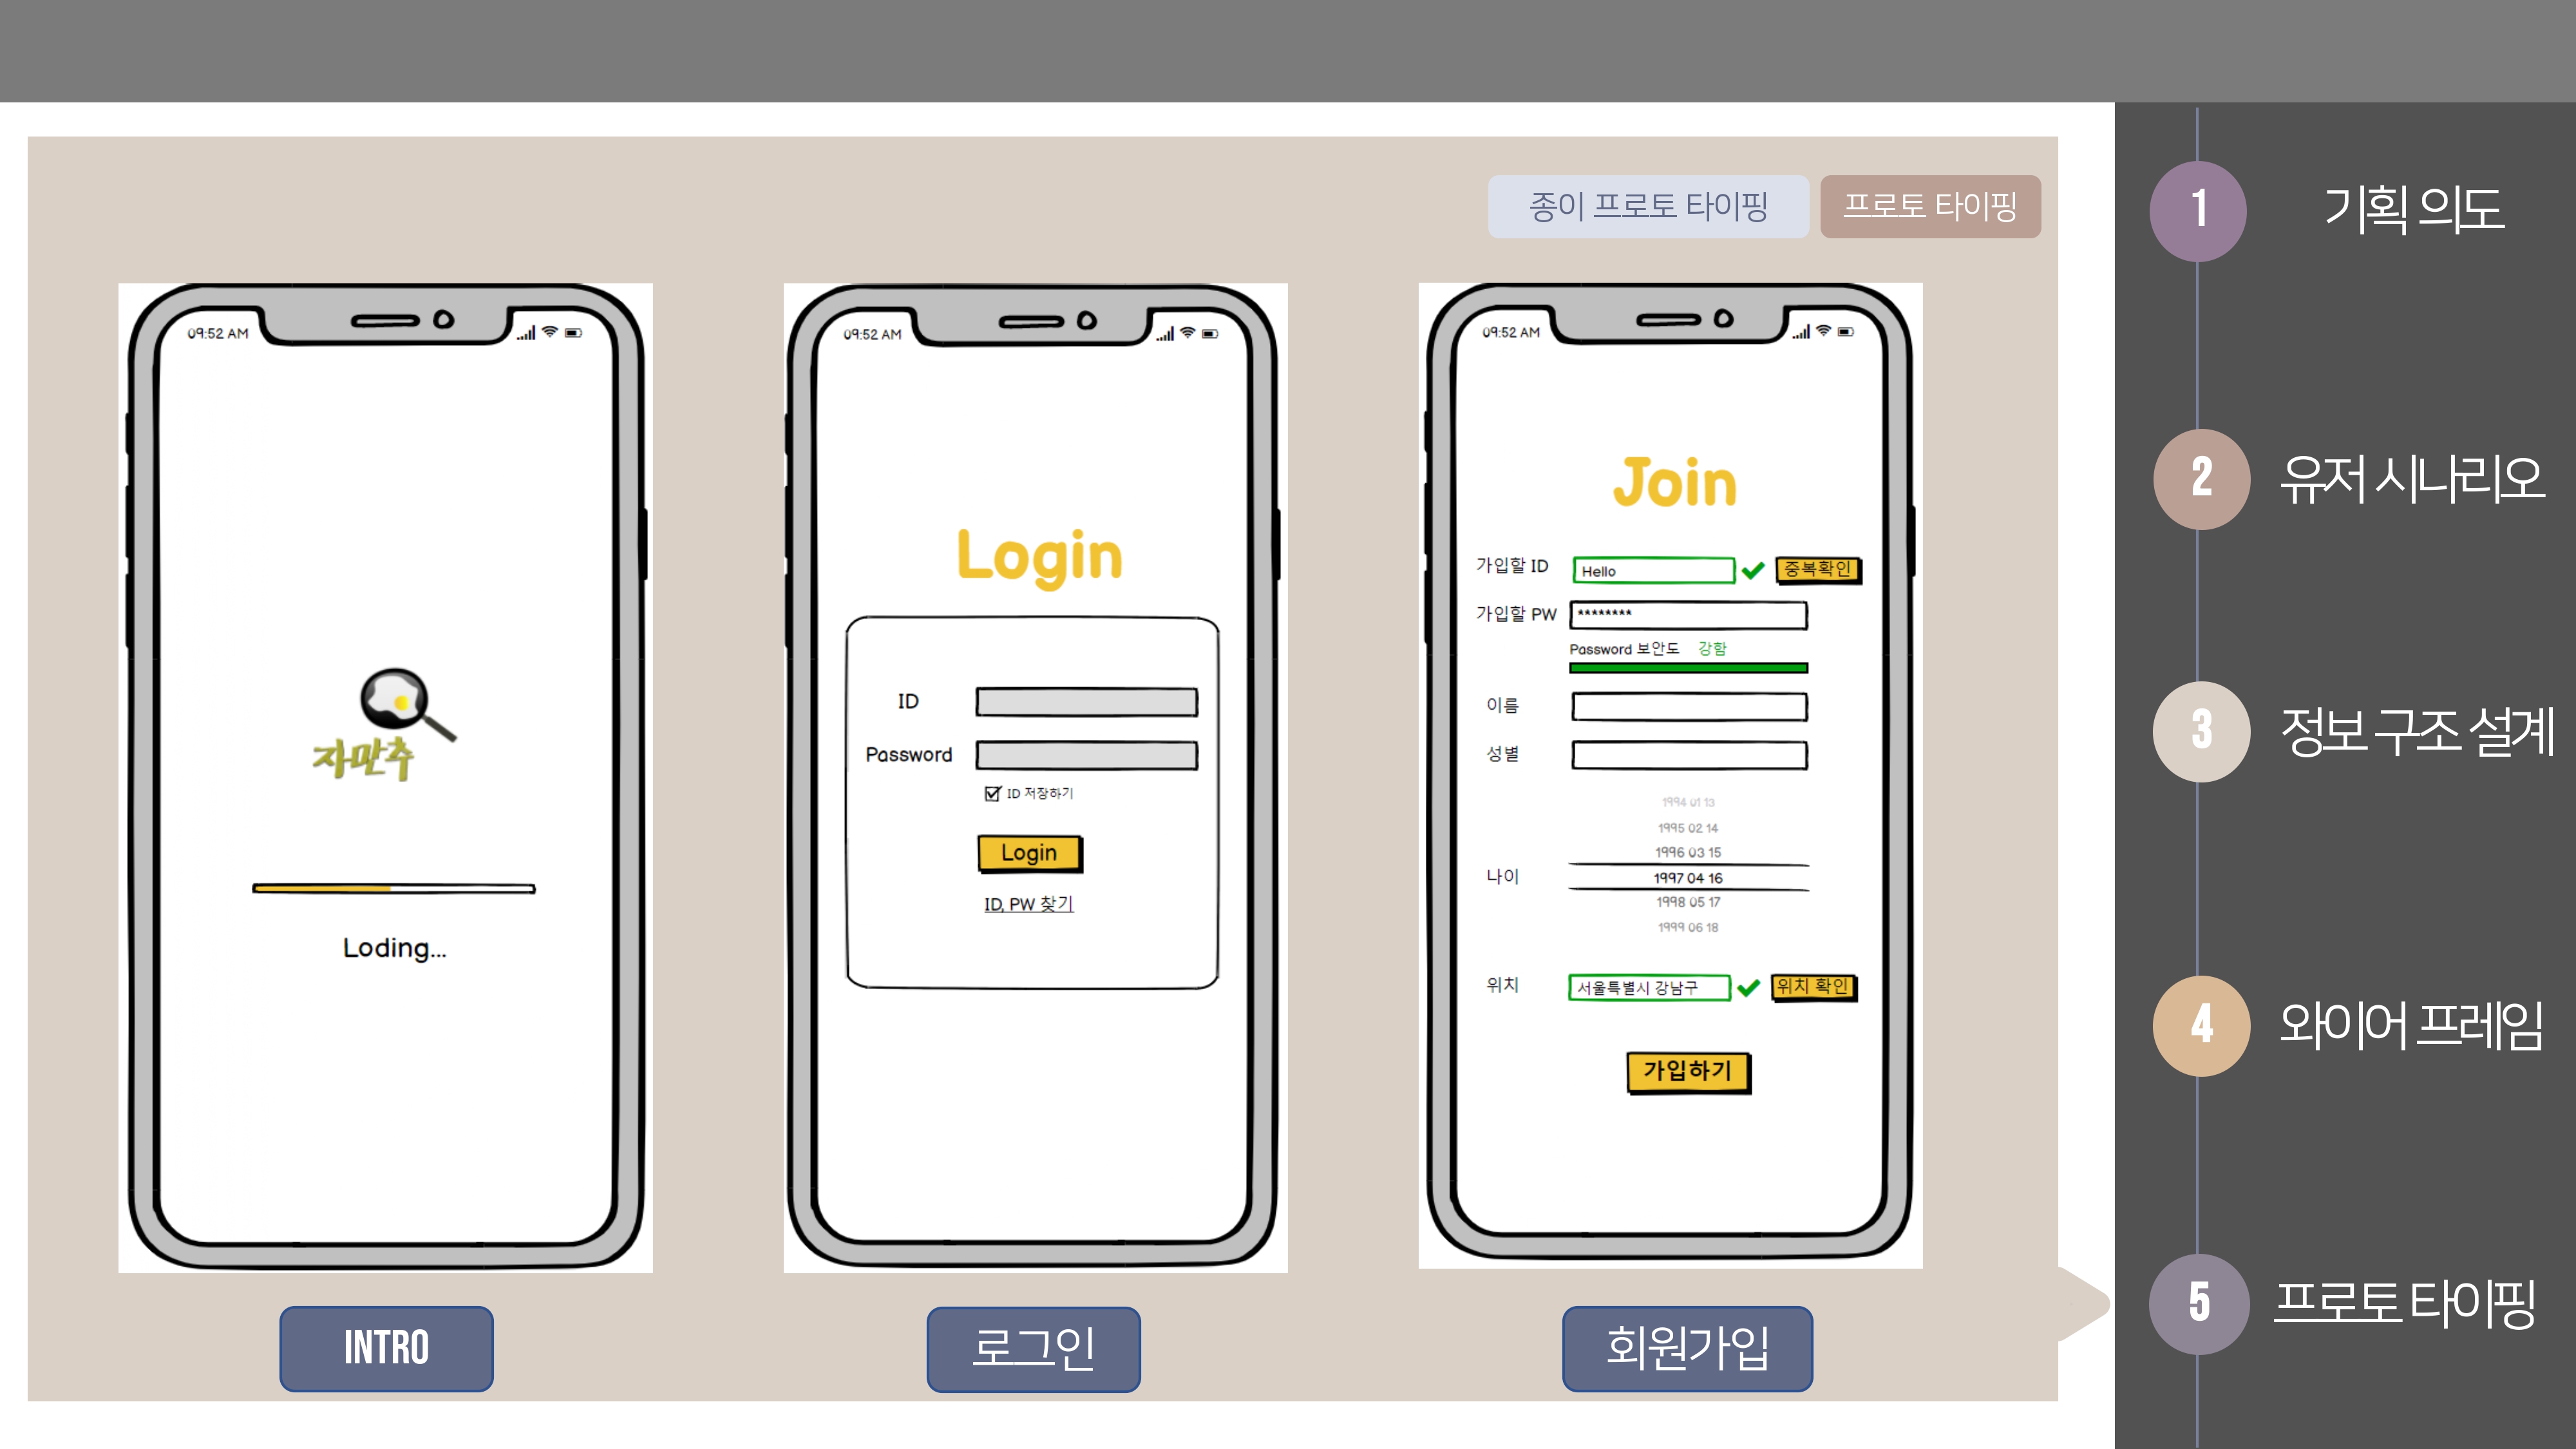 종이 프로토 타이핑
프로토 타이핑
09:52 AM
자만추
Loding...
INTRO
09:52 AM
Login
ID
Password
ID 저장하기
Login
ID, PW 찾기
로그인
09:52 AM
Join
가입할 ID Hello 중복확인
가입할 PW ********
Password 보안도 강함
이름
성별
1994 01 13
1995 02 14
1996 03 15
나이 1997 04 16
1998 05 17
1999 06 18
위치 서울특별시 강남구 위치 확인
가입하기
회원가입
1 기획 의도
2 유저 시나리오
3 정보 구조 설계
4 와이어 프레임
5 프로토 타이핑